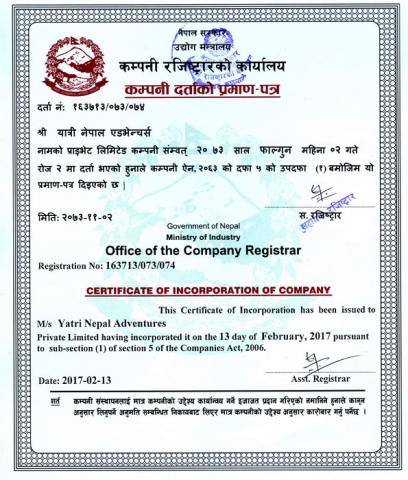 नेपाल सरकार
उद्योग मन्त्रालय
कम्पनी रजिष्ट्रारको कार्यालय
कम्पनी दर्ताको प्रमाण-पत्र
दर्ता नं: १६३७१३/०७३/०७४
श्री यात्री नेपाल एडभेन्चर्स
नामको प्राइभेट लिमिटेड कम्पनी संम्वत् २०७३ साल फाल्गुन महिना ०२ गते
रोज २ मा दर्ता भएको हुनाले कम्पनी ऐन, २०६३ को दफा ५ को उपदफा (१) बमोजिम यो
प्रमाण-पत्र दिइएको छ |
मिति: २०७३-११-०२
स. रजिष्ट्रार
Government of Nepal
Ministry of Industry
Office of the Company Registrar
Registration No: 163713/073/074
CERTIFICATE OF INCORPORATION OF COMPANY
This Certificate of Incorporation has been issued to
M/s Yatri Nepal Adventures
Private Limited having incorporated it on the 13 day of February, 2017 pursuant
to sub-section (1) of section 5 of the Companies Act, 2006.
Date: 2017-02-13
Asst. Registrar
शर्त कम्पनी संस्थापनलाई मात्र कम्पनीको उद्देश्य कार्यान्वयन गर्ने इजाजत प्रदान गरिएको नमानिने हुनाले कानून
अनुसार लिनुपर्ने अनुमति सम्बन्धित निकायबाट लिएर मात्र कम्पनीको उद्देश्य अनुसार कारोबार गर्नु पर्नेछ ।